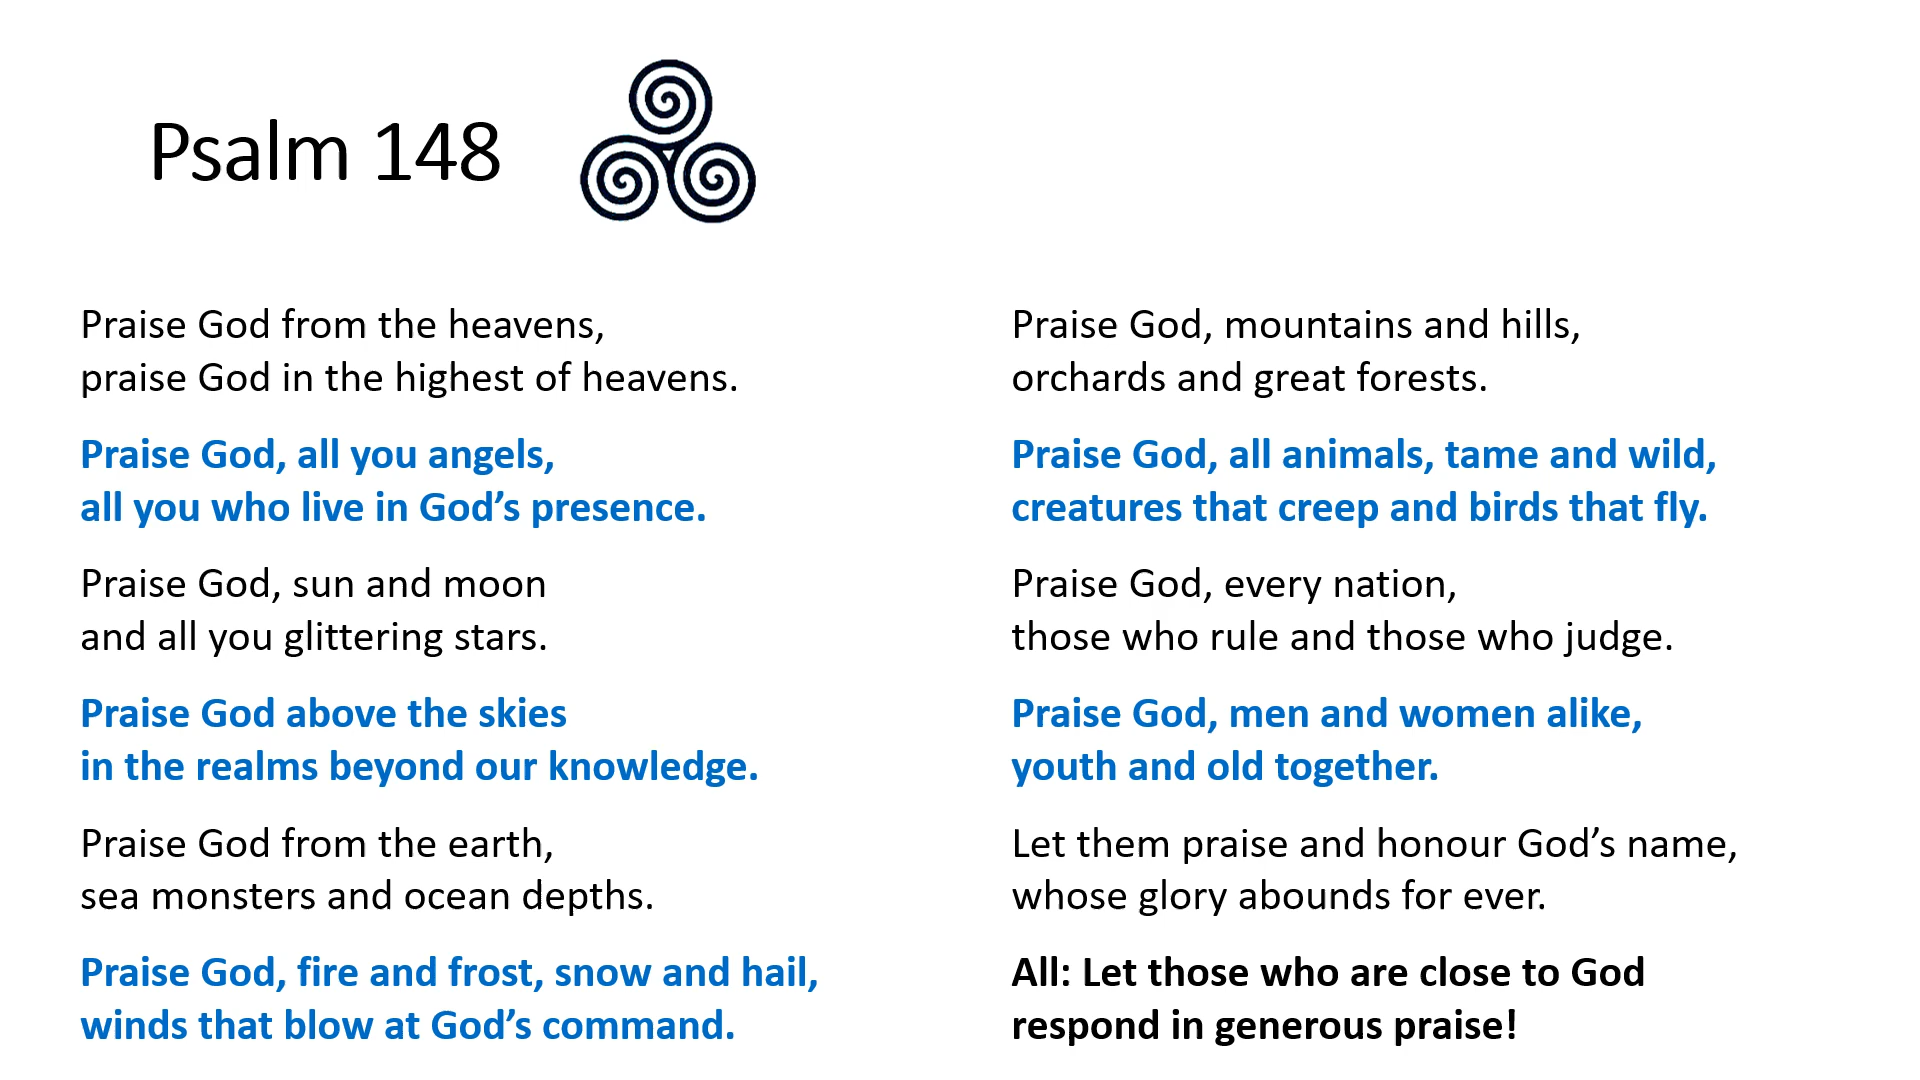 Psalm 148
Praise God from the heavens,
praise God in the highest of heavens.
Praise God, all you angels,
all you who live in God’s presence.
Praise God, sun and moon
and all you glittering stars.
Praise God above the skies
in the realms beyond our knowledge.
Praise God from the earth,
sea monsters and ocean depths.
Praise God, fire and frost, snow and hail,
winds that blow at God’s command.
Praise God, mountains and hills,
orchards and great forests.
Praise God, all animals, tame and wild,
creatures that creep and birds that fly.
Praise God, every nation,
those who rule and those who judge.
Praise God, men and women alike,
youth and old together.
Let them praise and honour God’s name,
whose glory abounds for ever.
All: Let those who are close to God
respond in generous praise!